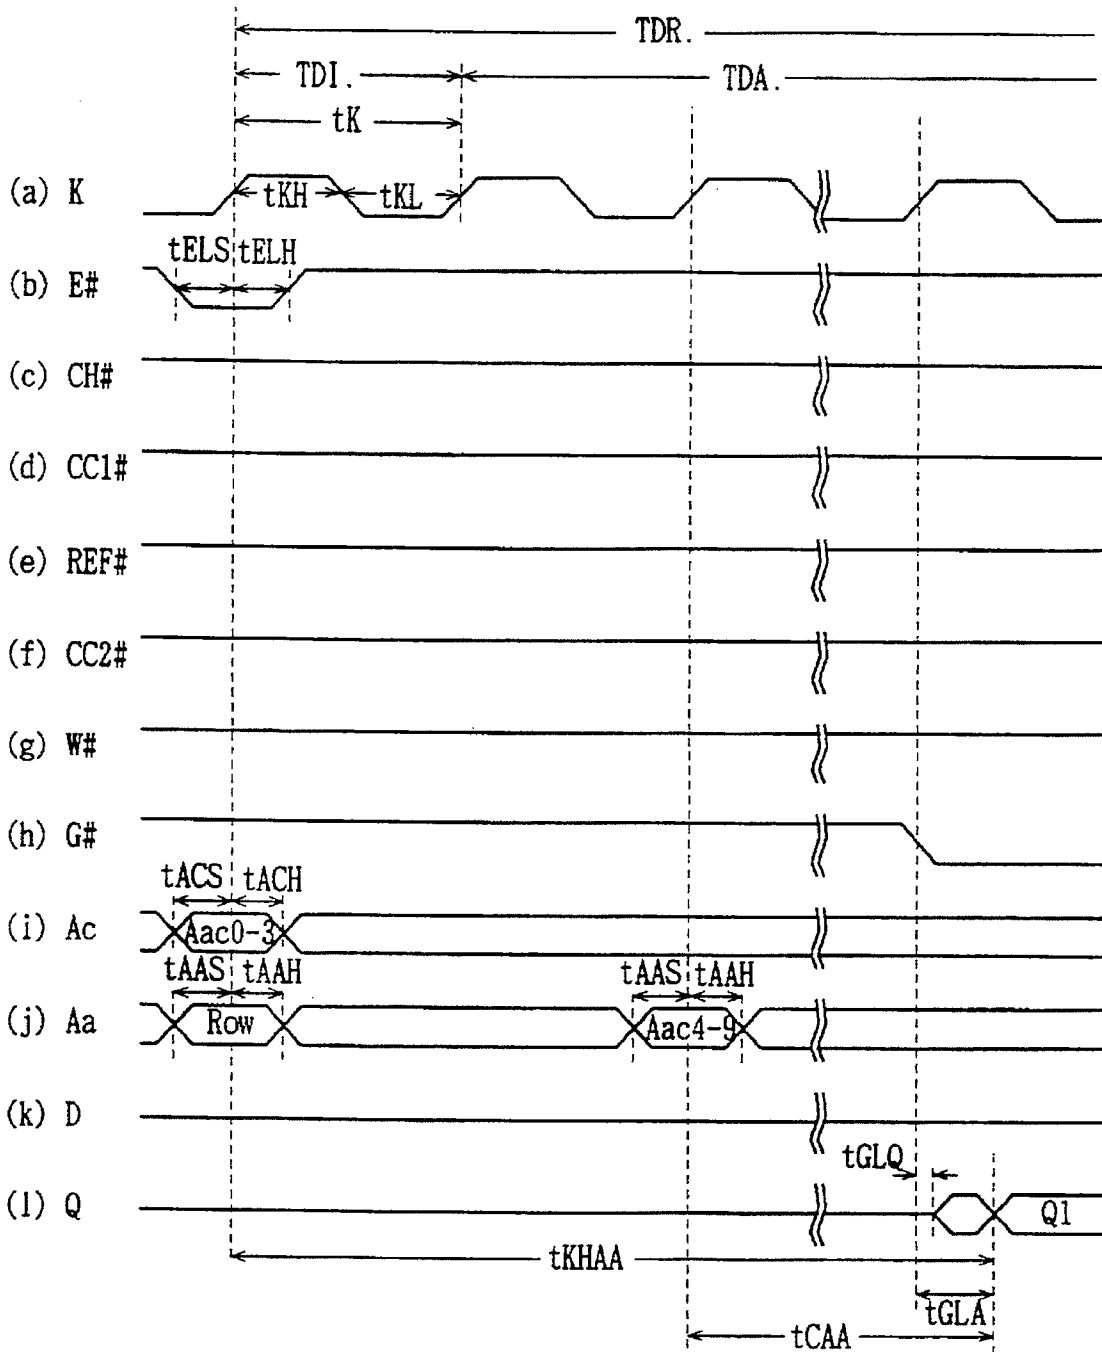 TDR.
TDI. TDA.
tK
(a) K tKH tKL
tELS tELH
(b) E#
(c) CH#
(d) CC1#
(e) REF#
(f) CC2#
(g) W#
(h) G#
tACS tACH
(i) Ac Aac0-3
tAAS tAAH tAAS tAAH
(j) Aa Row Aac4-9
(k) D
tGLQ
(l) Q Q1
tKHAA
tGLA
tCAA